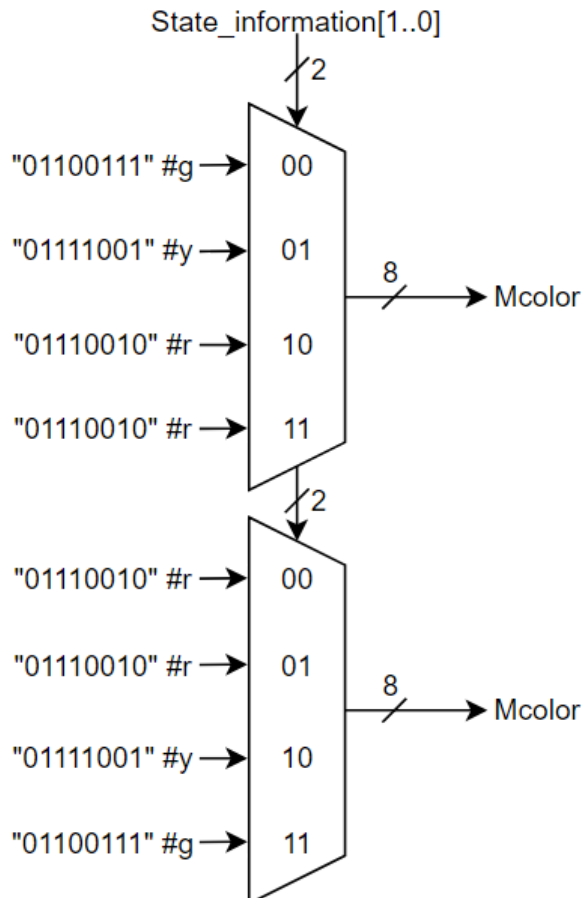 State_information[1..0]
2
"01100111" #g 00
"01111001" #y 01
8
Mcolor
"01110010" #r 10
"01110010" #r 11
2
"01110010" #r 00
"01110010" #r 01
8
Mcolor
"01111001" #y 10
"01100111" #g 11